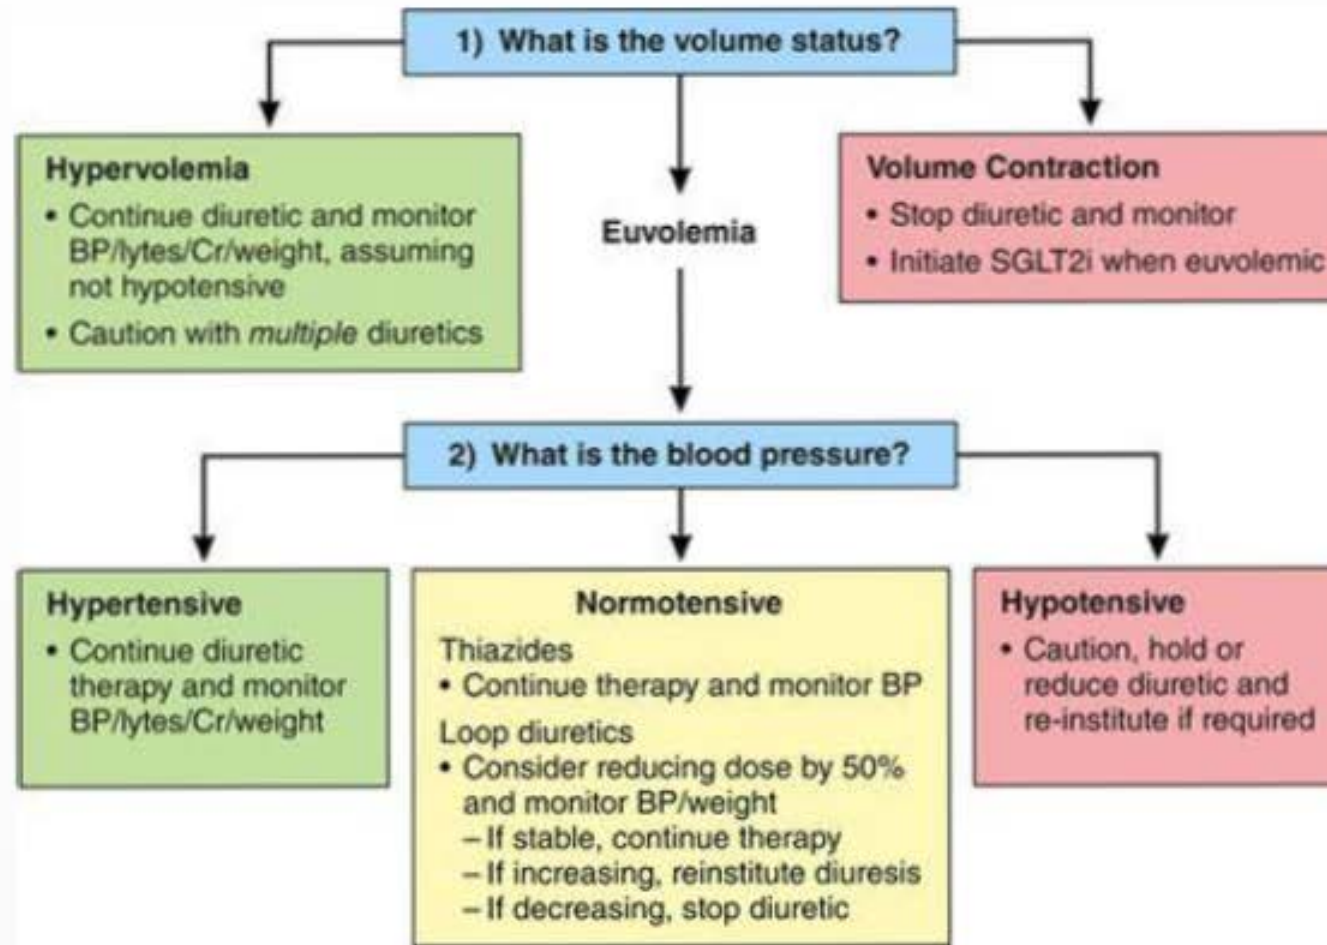 1) What is the volume status?
Hypervolemia
• Continue diuretic and monitor
BP/lytes/Cr/weight, assuming
not hypotensive
• Caution with multiple diuretics
Euvolemia
Volume Contraction
• Stop diuretic and monitor
• Initiate SGLT2i when euvolemic
2) What is the blood pressure?
Hypertensive
• Continue diuretic
therapy and monitor
BP/lytes/Cr/weight
Normotensive
Thiazides
• Continue therapy and monitor BP
Loop diuretics
• Consider reducing dose by 50%
and monitor BP/weight
– If stable, continue therapy
– If increasing, reinstitute diuresis
– If decreasing, stop diuretic
Hypotensive
• Caution, hold or
reduce diuretic and
re-institute if required